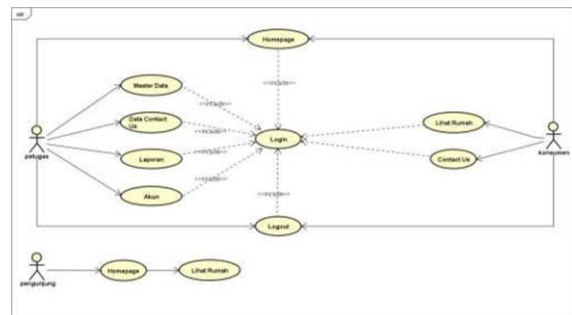 Homepage
<<include>>
Master Data
<<include>>
Data Contact
Us
<<include>>
Lihat Rumah
petugas
Login
konsumen
Laporan
<<include>>
Contact Us
<<include>>
Akun
<<include>>
Logout
pengunjung
Homepage
Lihat Rumah